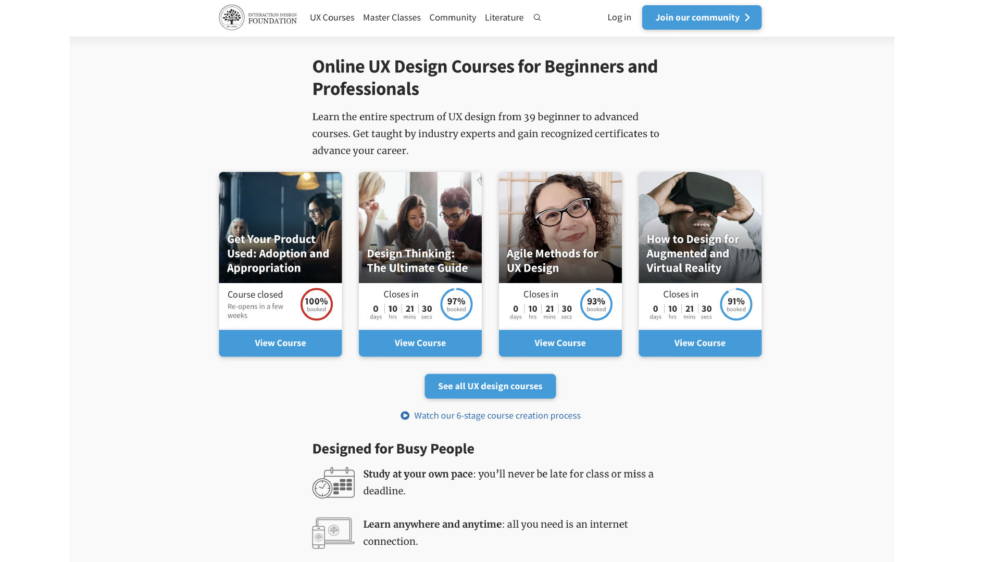 INTERACTION DESIGN
FOUNDATION
Est. 2002
UX Courses Master Classes Community Literature
Log in
Join our community
Online UX Design Courses for Beginners and
Professionals
Learn the entire spectrum of UX design from 39 beginner to advanced
courses. Get taught by industry experts and gain recognized certificates to
advance your career.
Get Your Product
Used: Adoption and
Appropriation
Course closed
Re-opens in a few
weeks
100%
booked
View Course
Design Thinking:
The Ultimate Guide
Closes in
0 10 21 30
days hrs mins secs
97%
booked
View Course
Agile Methods for
UX Design
Closes in
0 10 21 30
days hrs mins secs
93%
booked
View Course
How to Design for
Augmented and
Virtual Reality
Closes in
0 10 21 30
days hrs mins secs
91%
booked
View Course
See all UX design courses
Watch our 6-stage course creation process
Designed for Busy People
Study at your own pace: you’ll never be late for class or miss a
deadline.
Learn anywhere and anytime: all you need is an internet
connection.